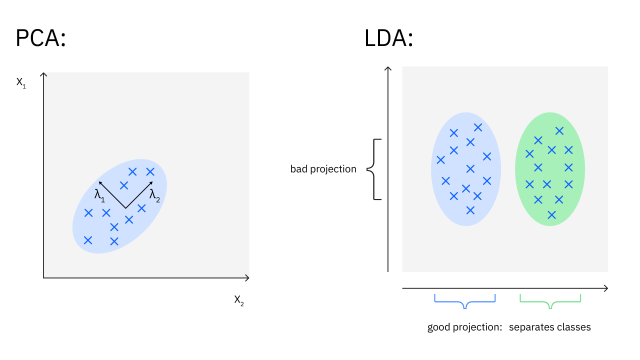 PCA:
X₁
λ₁
λ₂
X₂
LDA:
bad projection
good projection: separates classes